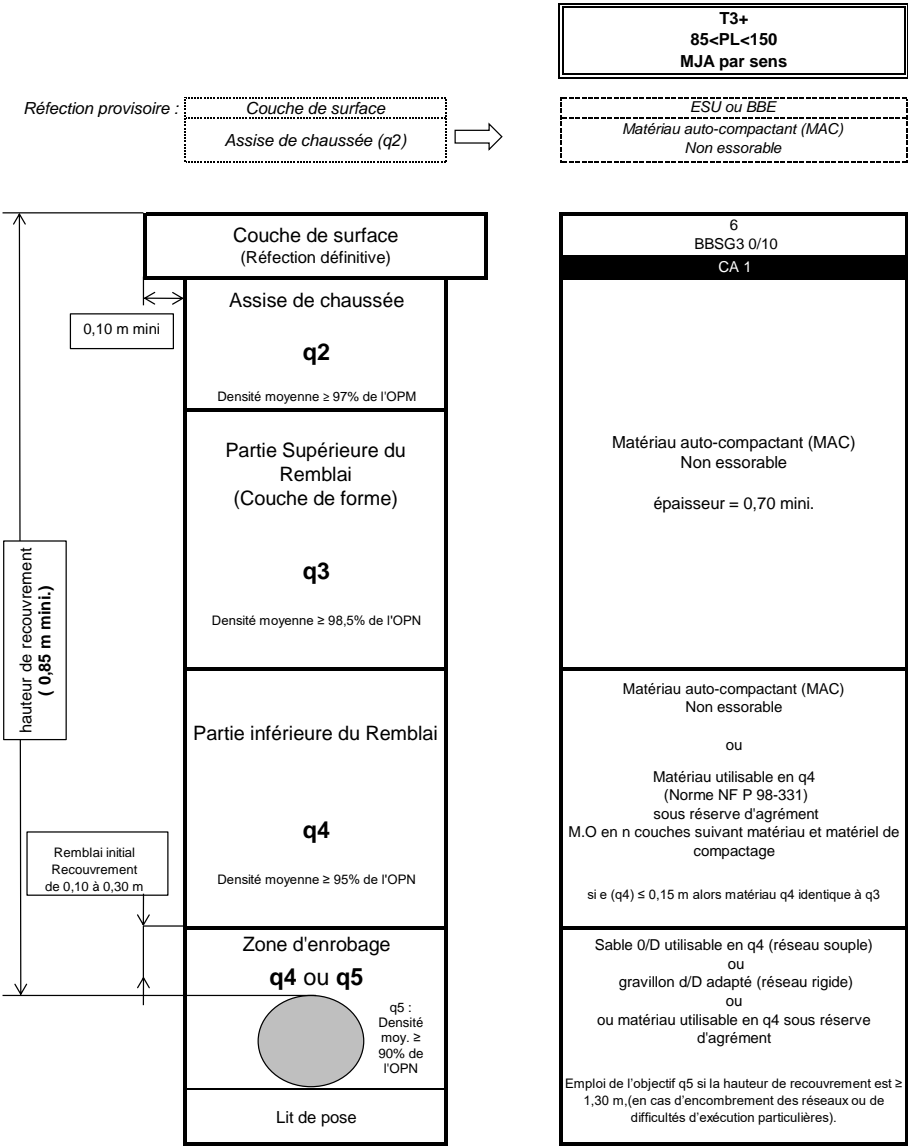 T3+
85<PL<150
MJA par sens
Réfection provisoire :
Couche de surface
Assise de chaussée (q2)
ESU ou BBE
Matériau auto-compactant (MAC)
Non essorable
Couche de surface
(Réfection définitive)
6
BBSG3 0/10
CA 1
0,10 m mini
Assise de chaussée
q2
Densité moyenne ≥ 97% de l'OPM
Partie Supérieure du
Remblai
(Couche de forme)
q3
Densité moyenne ≥ 98,5% de l'OPN
Matériau auto-compactant (MAC)
Non essorable
épaisseur = 0,70 mini.
hauteur de recouvrement
( 0,85 m mini.)
Partie inférieure du Remblai
q4
Densité moyenne ≥ 95% de l'OPN
Remblai initial
Recouvrement
de 0,10 à 0,30 m
Matériau auto-compactant (MAC)
Non essorable
ou
Matériau utilisable en q4
(Norme NF P 98-331)
sous réserve d'agrément
M.O en n couches suivant matériau et matériel de
compactage
si e (q4) ≤ 0,15 m alors matériau q4 identique à q3
Zone d'enrobage
q4 ou q5
q5 :
Densité
moy. ≥
90% de
l'OPN
Lit de pose
Sable 0/D utilisable en q4 (réseau souple)
ou
gravillon d/D adapté (réseau rigide)
ou
ou matériau utilisable en q4 sous réserve
d'agrément
Emploi de l'objectif q5 si la hauteur de recouvrement est ≥
1,30 m,(en cas d'encombrement des réseaux ou de
difficultés d'exécution particulières).